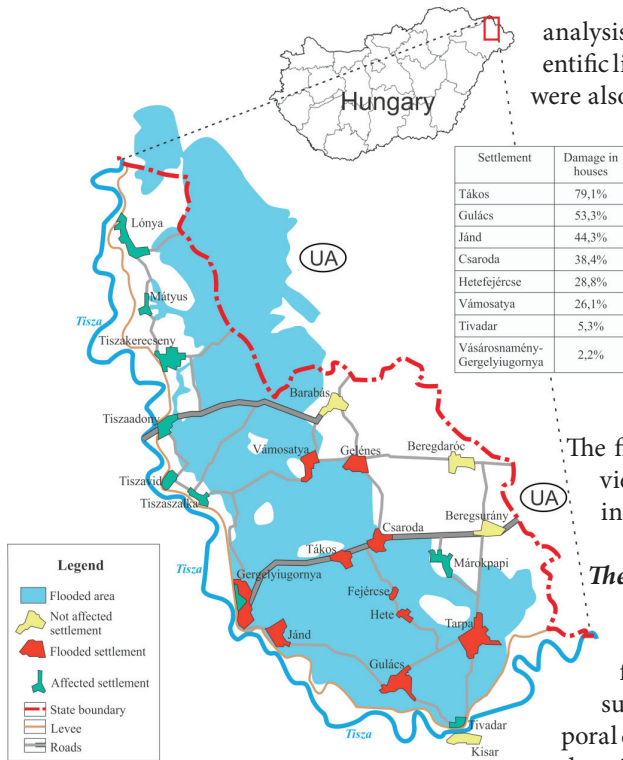 analysis
entific li
were also
Hungary
Settlement Damage in houses
Tákos 79,1%
Gulács 53,3%
Jánd 44,3%
Csaroda 38,4%
Hetefejércse 28,8%
Vámosatya 26,1%
Tivadar 5,3%
Vásárosnamény-Gergelyiugornya 2,2%
UA
Lónya
Mátyus
Tisza
Tiszakerecseny
Barabás
Tiszaadony
Vámosatya
Gelénes
Beregdaróc
The f
vic
in
Tiszavid
Tiszaszalka
UA
Beregsurány
Csaroda
Tákos
Márokpapi
Tisza
Gergelyiugornya
Fejércse
The
Hete
Tarpa
Jánd
Gulács
f
su
poral c
Tivadar
Kisar
Tisza
Legend
Flooded area
Not affected
settlement
Flooded settlement
Affected settlement
State boundary
Levee
Roads